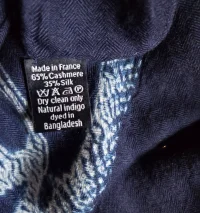 Made in France
65% Cashmere
35% Silk
Dry clean only
Natural indigo
dyed in
Bangladesh